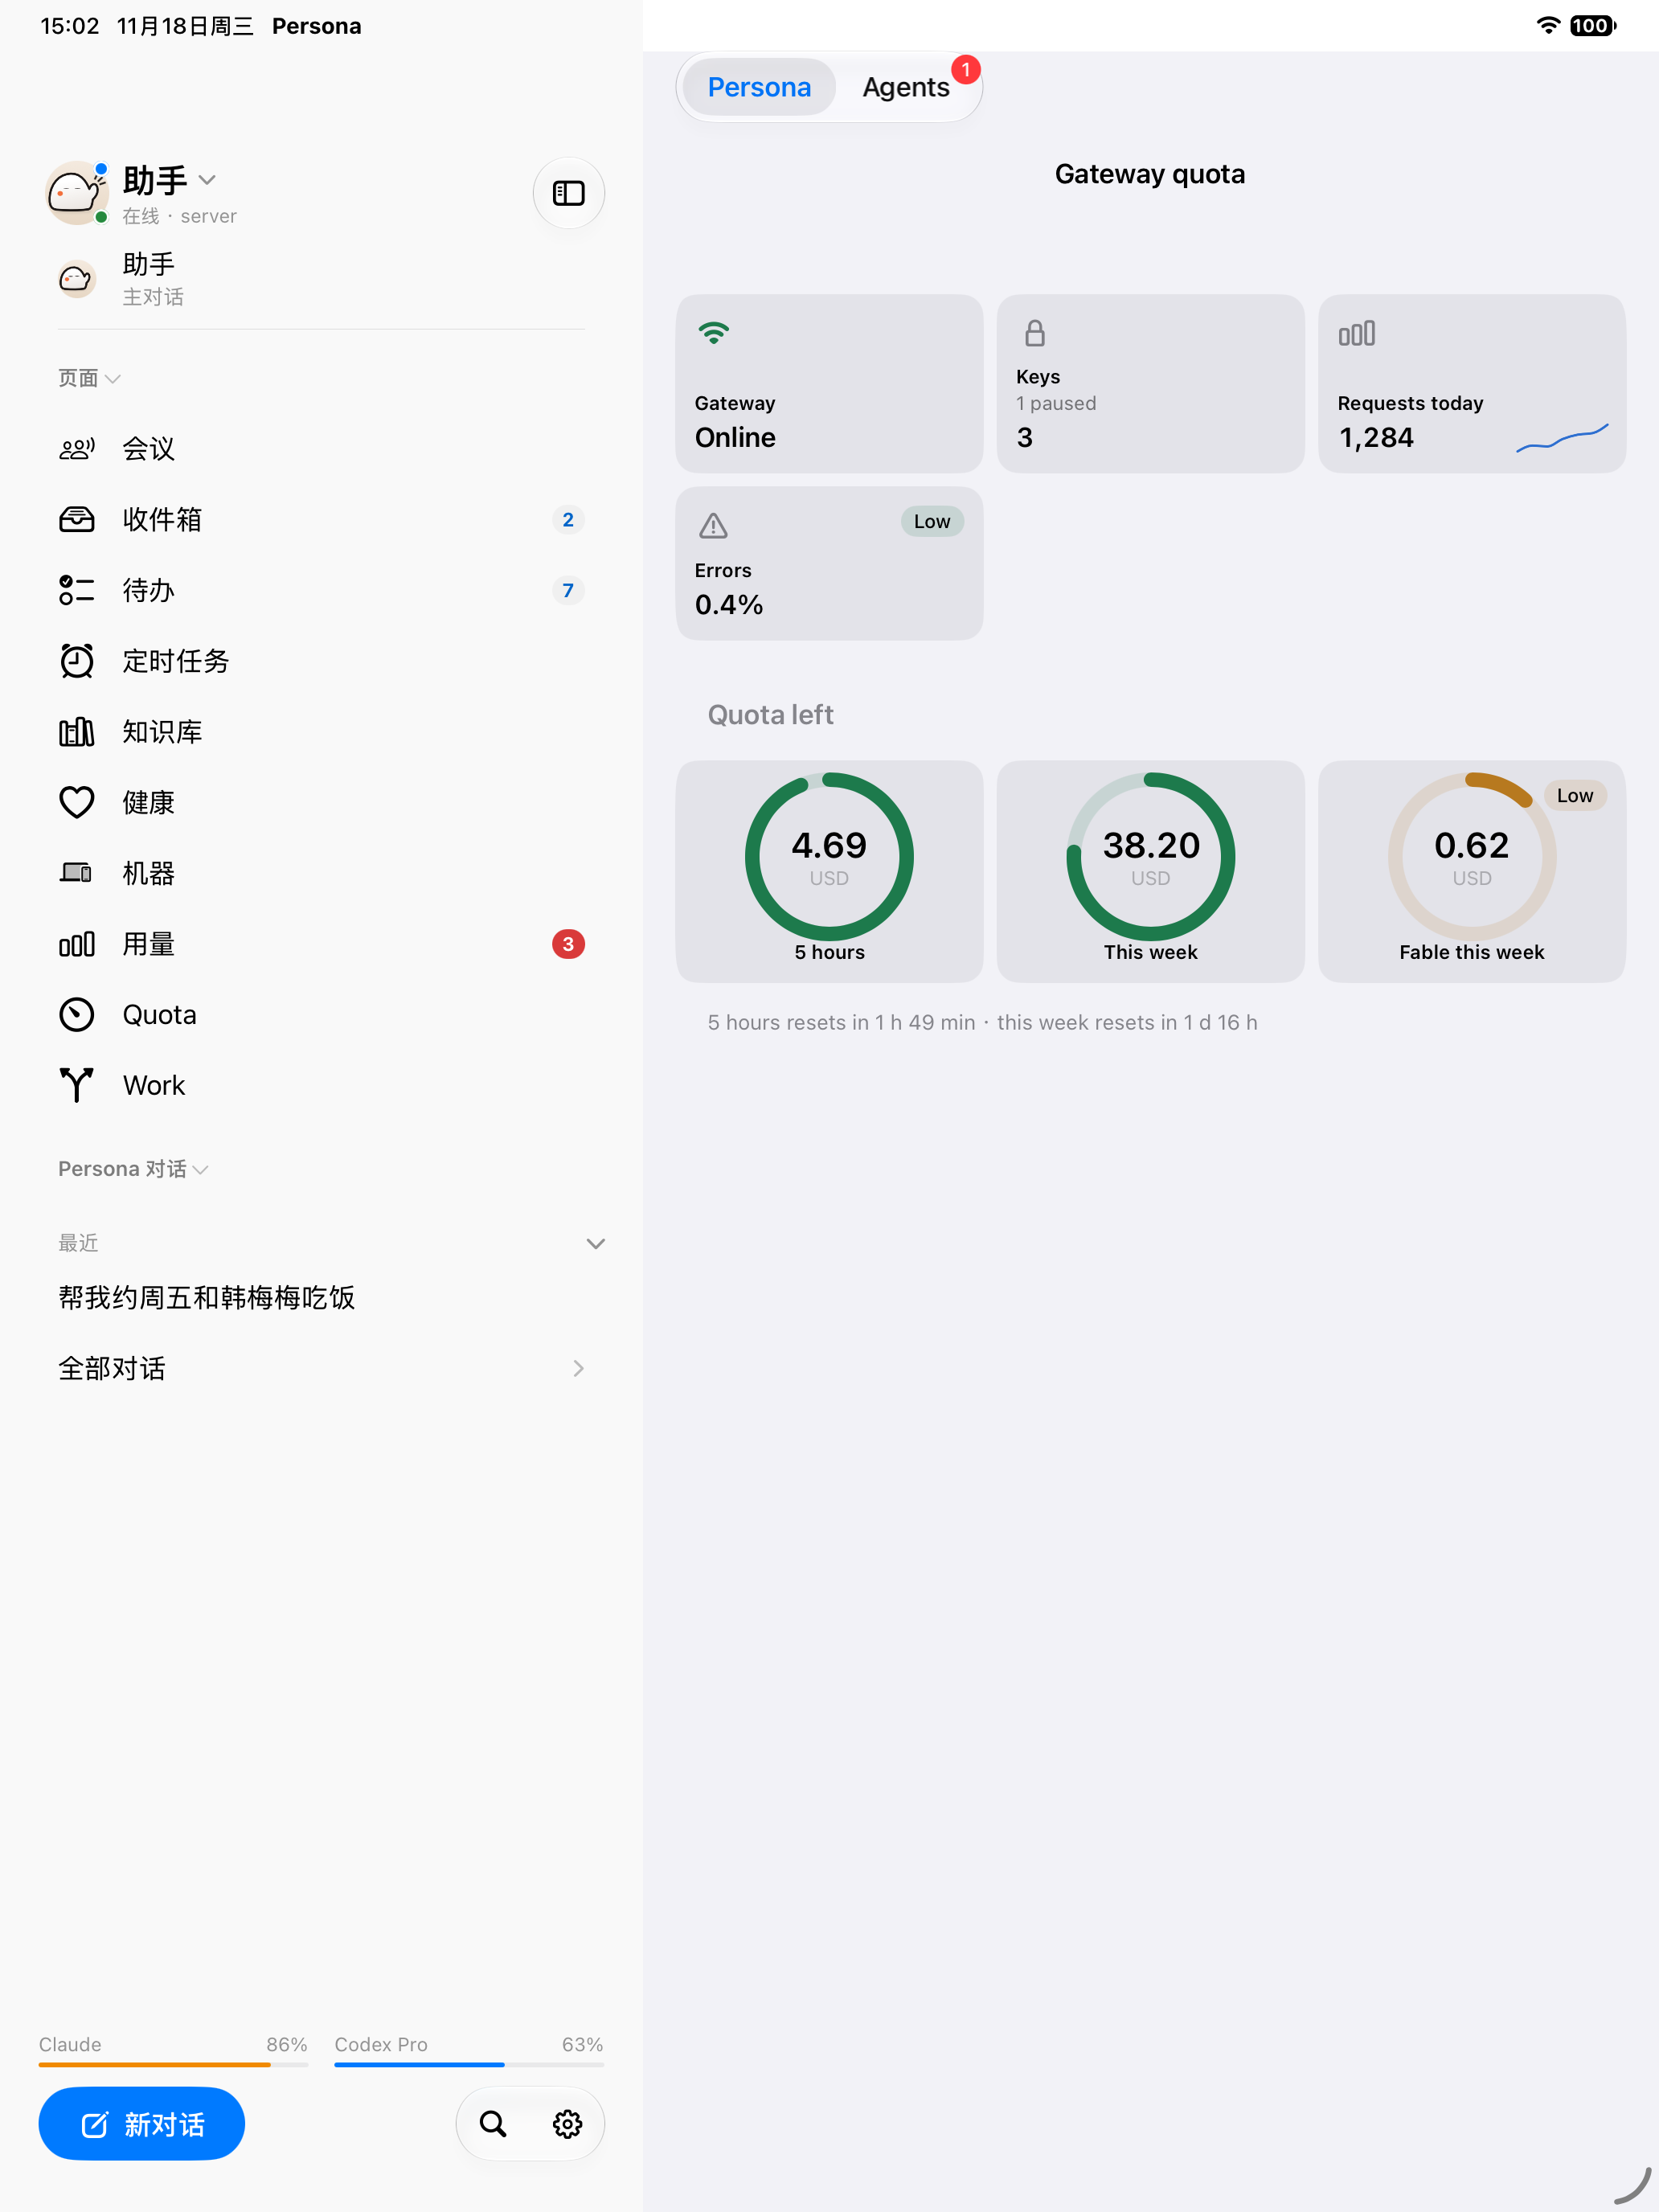 15:02 11月18日周三 Persona
100
助手
在线 · server
助手
主对话
页面
会议
收件箱 2
待办 7
定时任务
知识库
健康
机器
用量 3
Quota
Work
Persona 对话
最近
帮我约周五和韩梅梅吃饭
全部对话
Claude 86% Codex Pro 63%
新对话
Persona Agents 1
Gateway quota
Gateway
Online
Keys
1 paused
3
Requests today
1,284
Low
Errors
0.4%
Quota left
4.69
USD
5 hours
38.20
USD
This week
Low
0.62
USD
Fable this week
5 hours resets in 1 h 49 min · this week resets in 1 d 16 h